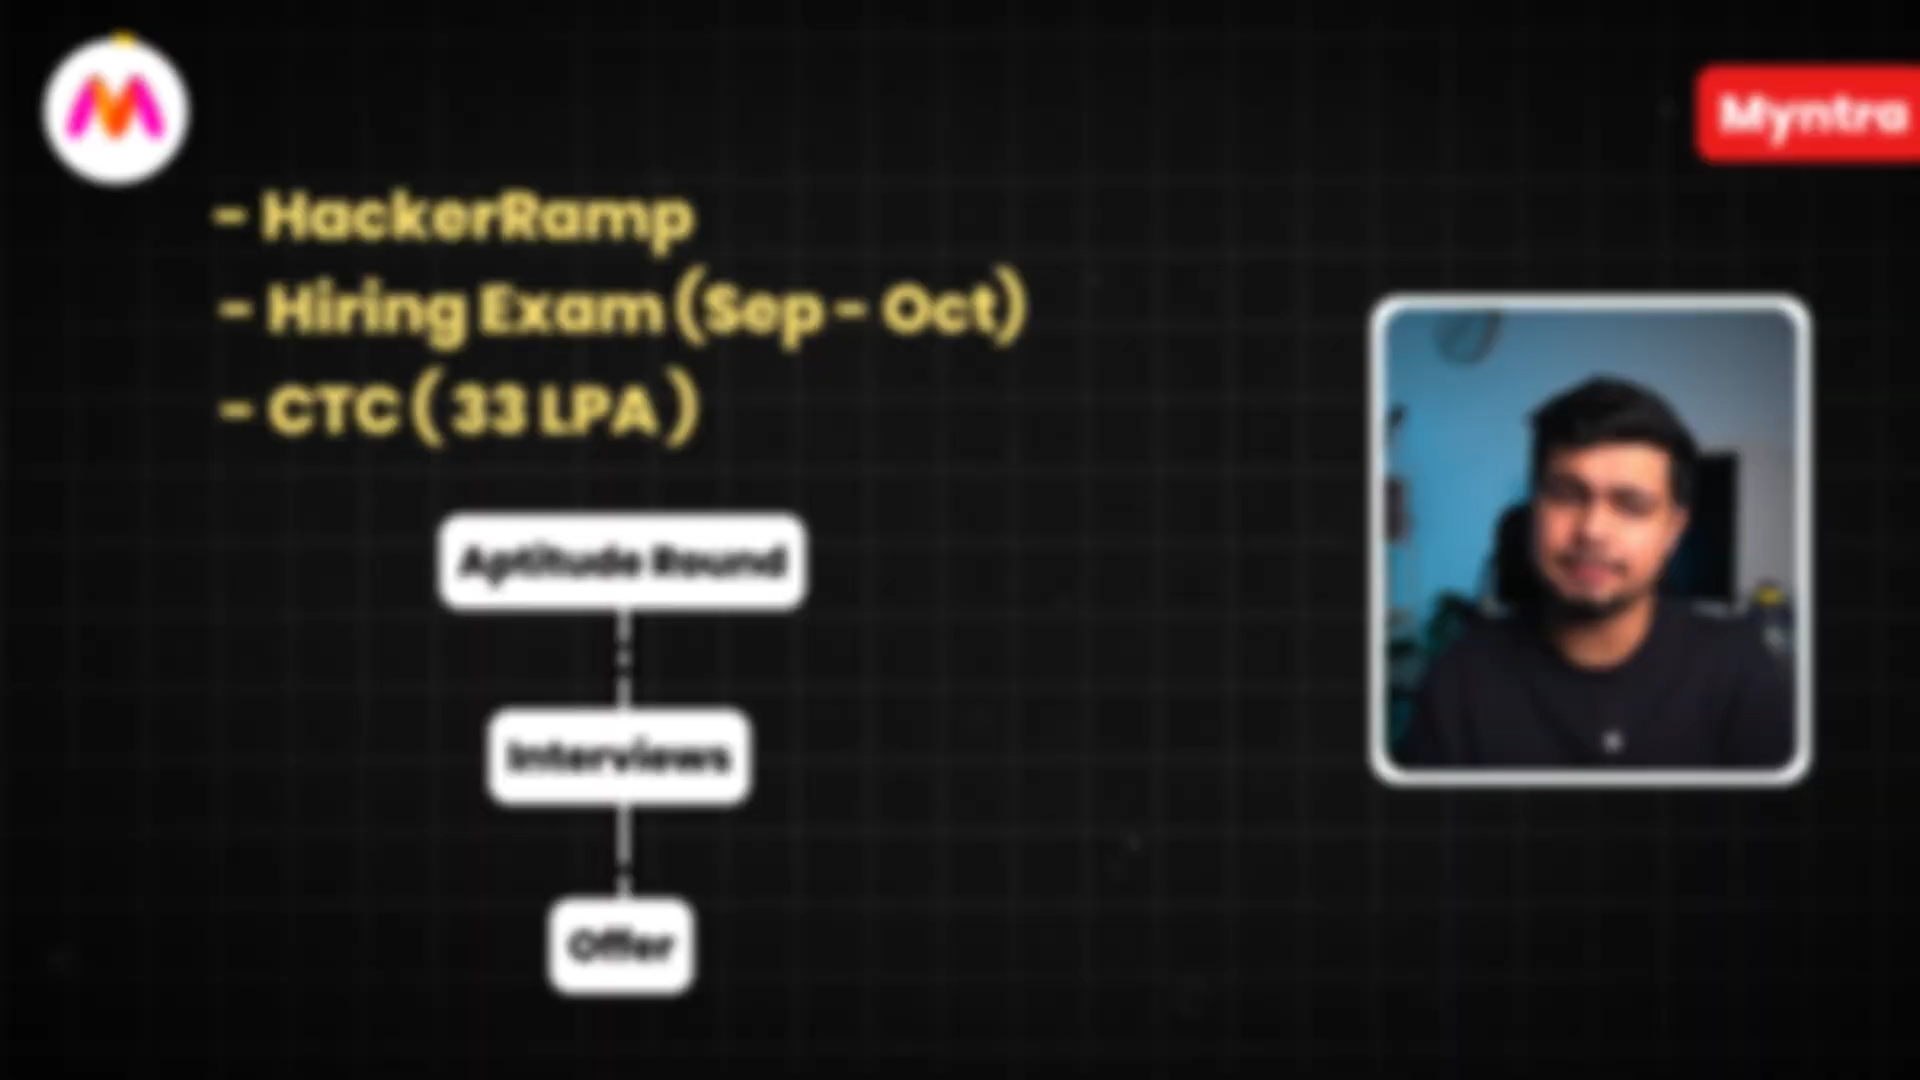 Myntra
- HackerRamp
- Hiring Exam (Sep - Oct)
- CTC ( 33 LPA )
Aptitude Round
Interviews
Offer